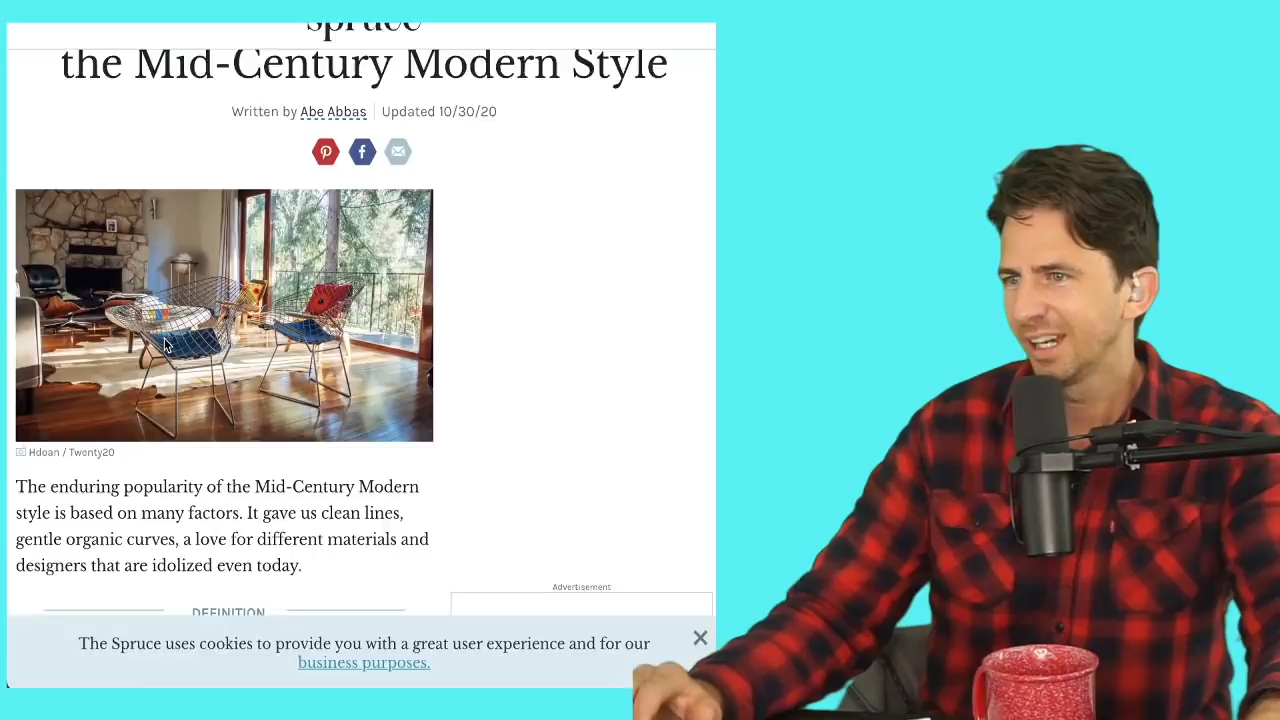 spruce
the Mid-Century Modern Style
Written by Abe Abbas | Updated 10/30/20
Hdoan / Twenty20
The enduring popularity of the Mid-Century Modern
style is based on many factors. It gave us clean lines,
gentle organic curves, a love for different materials and
designers that are idolized even today.
Advertisement
DEFINITION
The Spruce uses cookies to provide you with a great user experience and for our
business purposes.